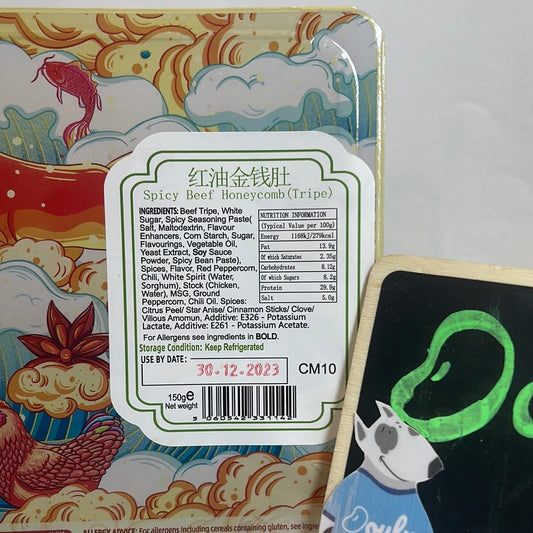 红油金钱肚
Spicy Beef Honeycomb(Tripe)
INGREDIENTS: Beef Tripe, White
Sugar, Spicy Seasoning Paste(
Salt, Maltodextrin, Flavour
Enhancers, Corn Starch, Sugar,
Flavourings, Vegetable Oil,
Yeast Extract, Soy Sauce
Powder, Spicy Bean Paste),
Spices, Flavor, Red Peppercorn,
Chili, White Spirit (Water,
Sorghum), Stock (Chicken,
Water), MSG, Ground
Peppercorn, Chili Oil. Spices:
Citrus Peel/ Star Anise/ Cinnamon Sticks/ Clove/
Villous Amomun, Additive: E326 - Potassium
Lactate, Additive: E261 - Potassium Acetate.
For Allergens see ingredients in BOLD.
Storage Condition: Keep Refrigerated
USE BY DATE:
30-12-2023
CM10
150g e
Net weight
5 060542 331142
NUTRITION INFORMATION
(Typical Value per 100g)
Energy 1168kJ/279kcal
Fat 13.9g
Of which Saturates 2.35g
Carbohydrates 8.12g
Of which Sugars 8.2g
Protein 29.9g
Salt 5.0g
ALLERGY ADVICE: For allergens including cereals containing gluten, see